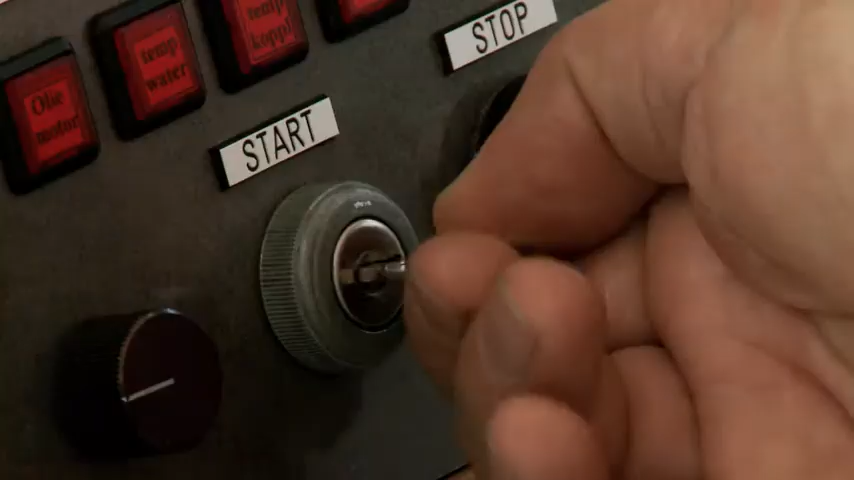 temp
koppl
STOP
temp
water
Olie
motor
START